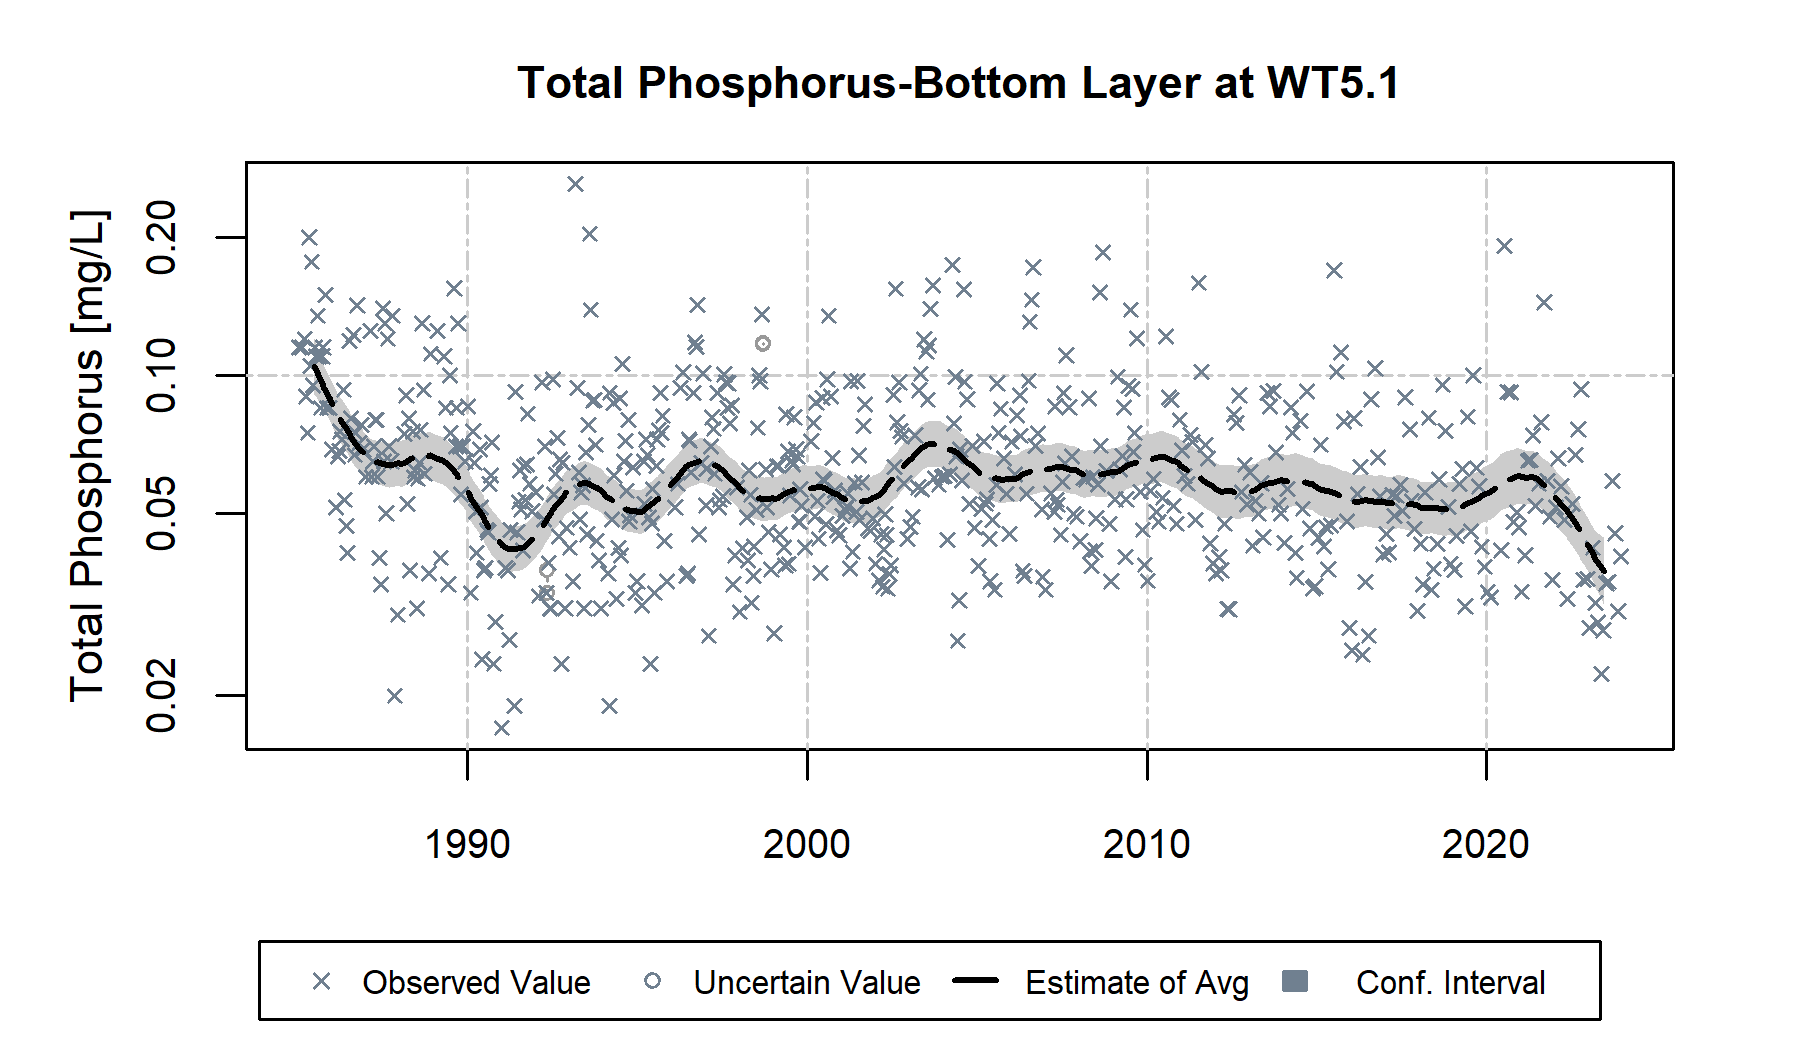 Total Phosphorus-Bottom Layer at WT5.1
Total Phosphorus [mg/L]
0.20
0.10
0.05
0.02
1990 2000 2010 2020
Observed Value Uncertain Value Estimate of Avg Conf. Interval